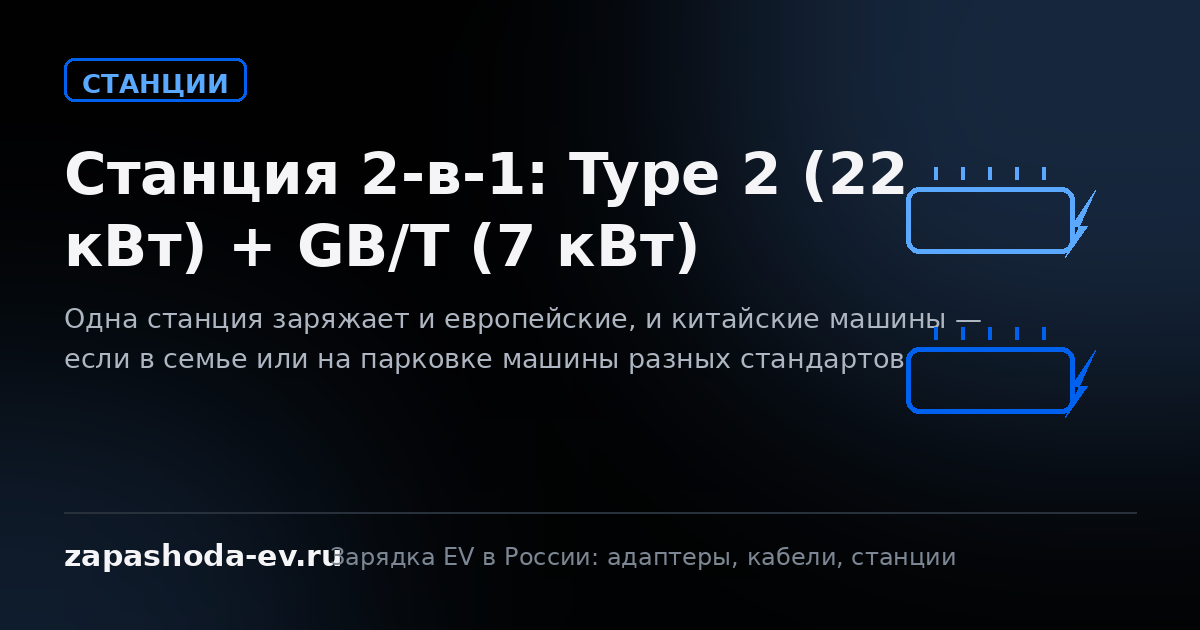 СТАНЦИИ
Станция 2-в-1: Type 2 (22
кВт) + GB/T (7 кВт)
Одна станция заряжает и европейские, и китайские машины —
если в семье или на парковке машины разных стандартов
zapashoda-ev.ru Зарядка EV в России: адаптеры, кабели, станции